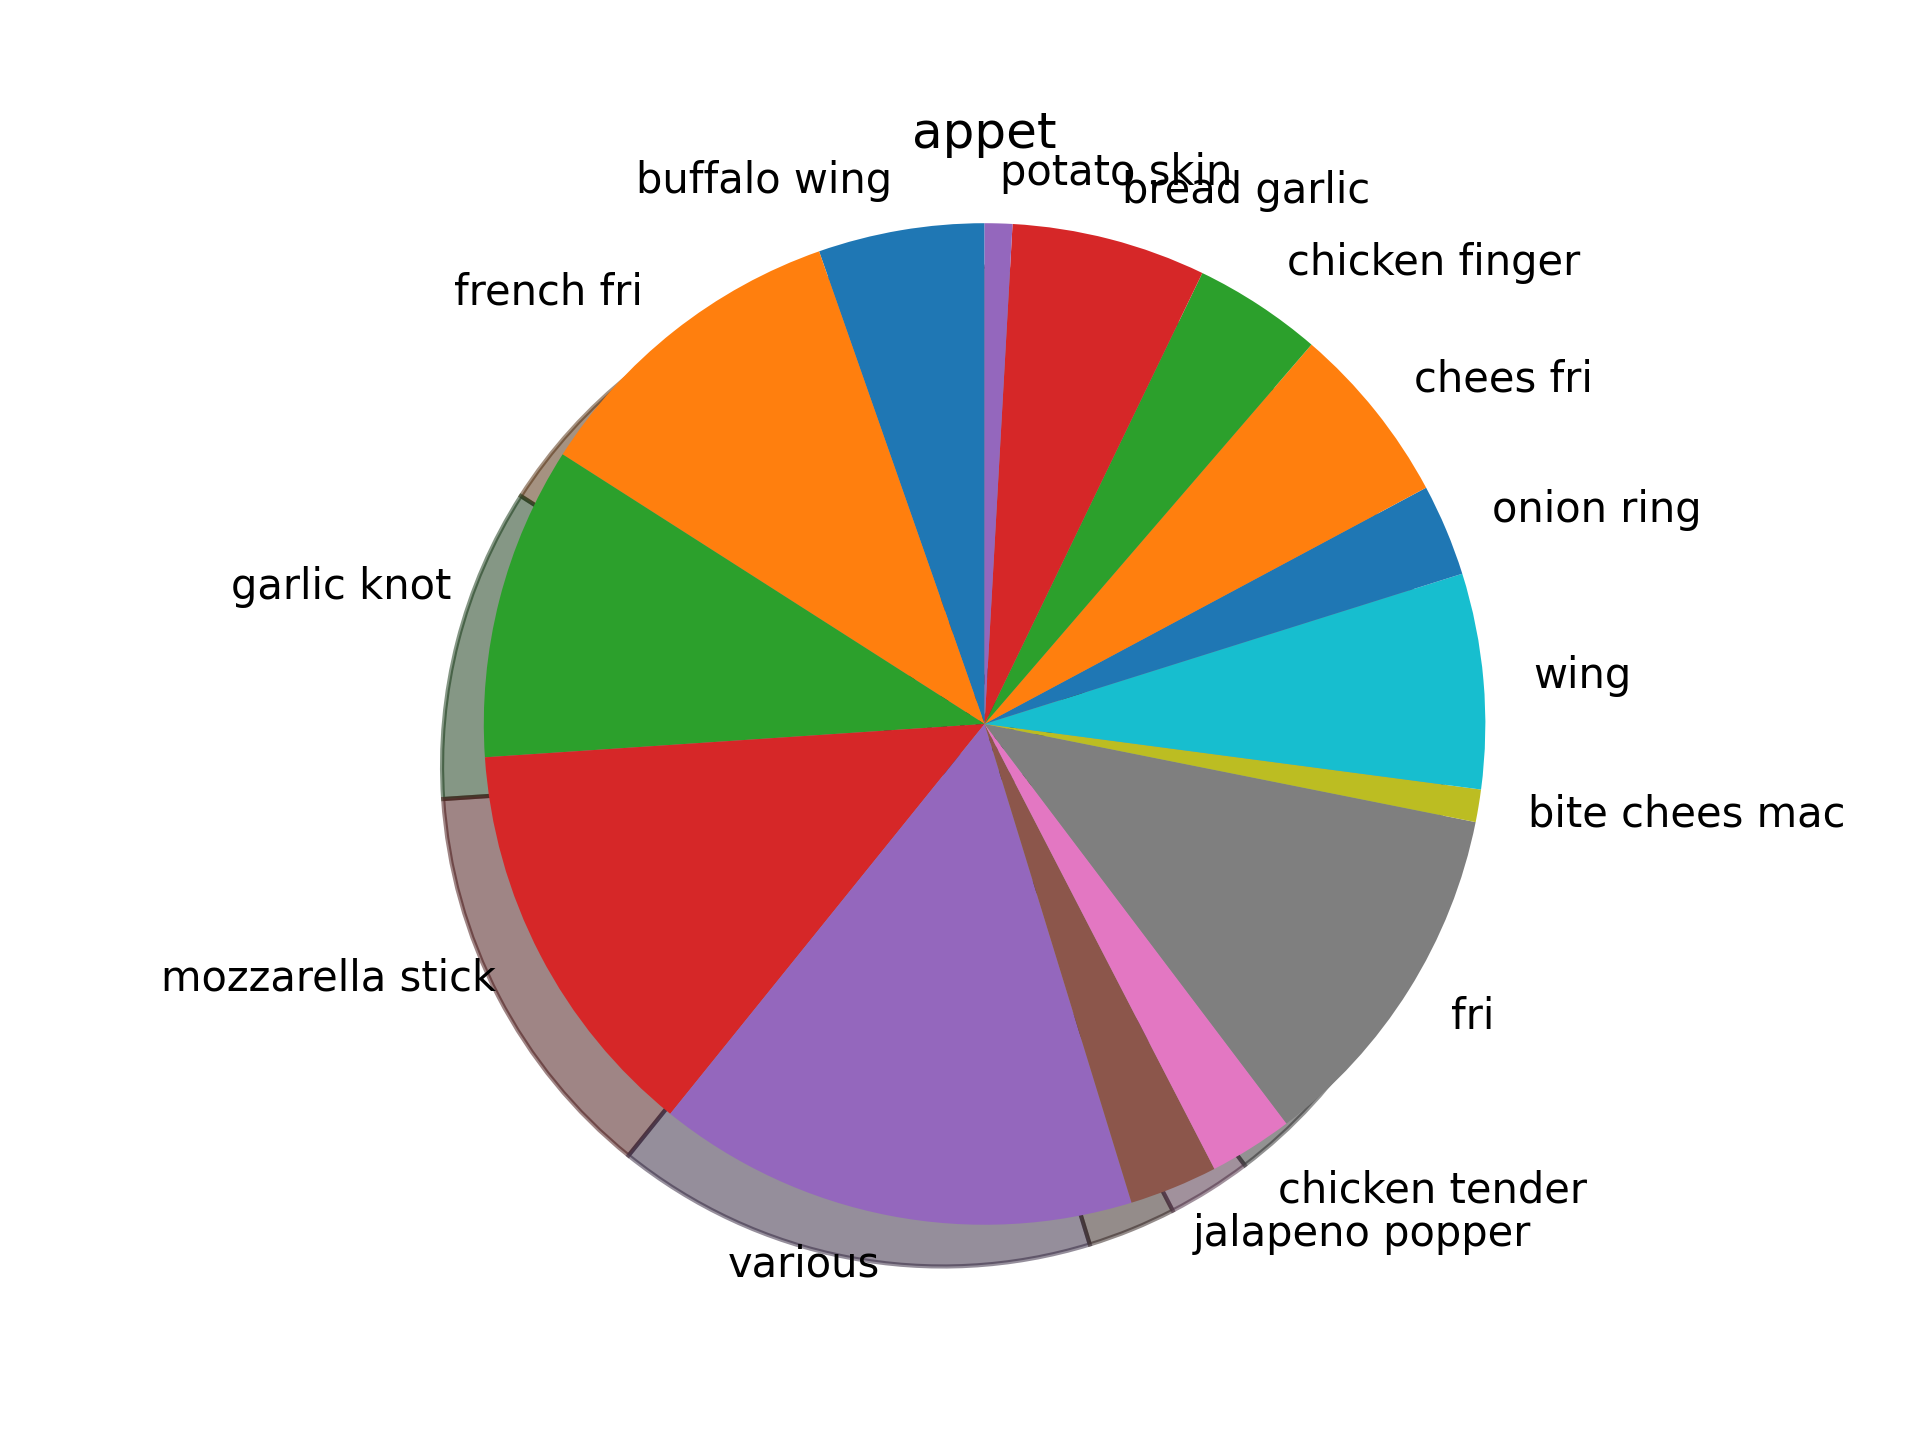 appet
potato skin
buffalo wing
bread garlic
chicken finger
french fri
chees fri
onion ring
garlic knot
wing
bite chees mac
mozzarella stick
fri
chicken tender
jalapeno popper
various